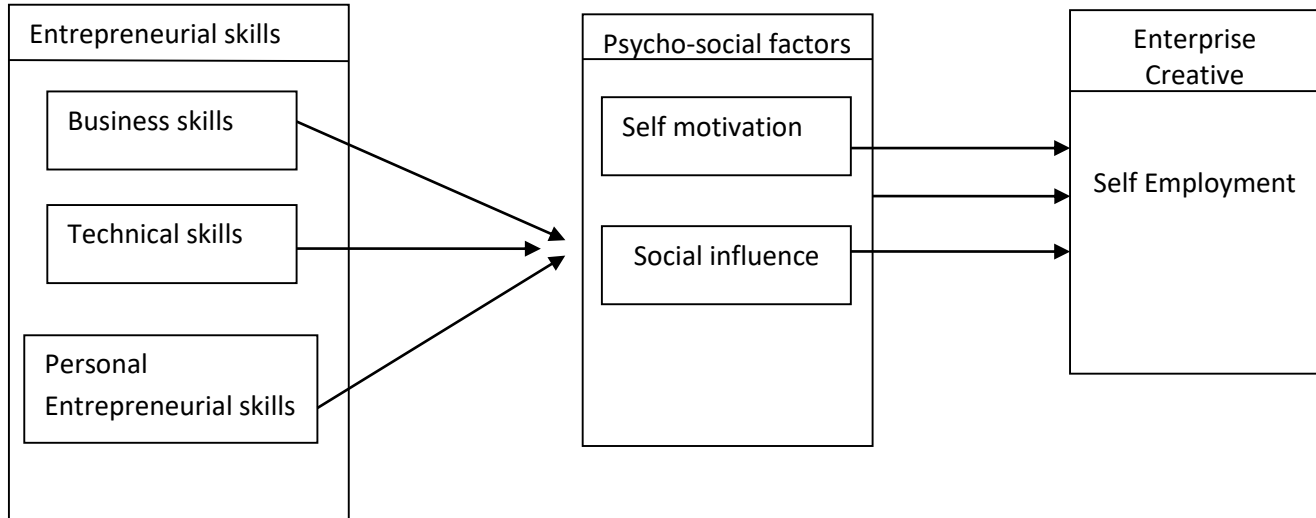 Entrepreneurial skills
Business skills
Technical skills
Personal
Entrepreneurial skills
Psycho-social factors
Self motivation
Social influence
Enterprise
Creative
Self Employment